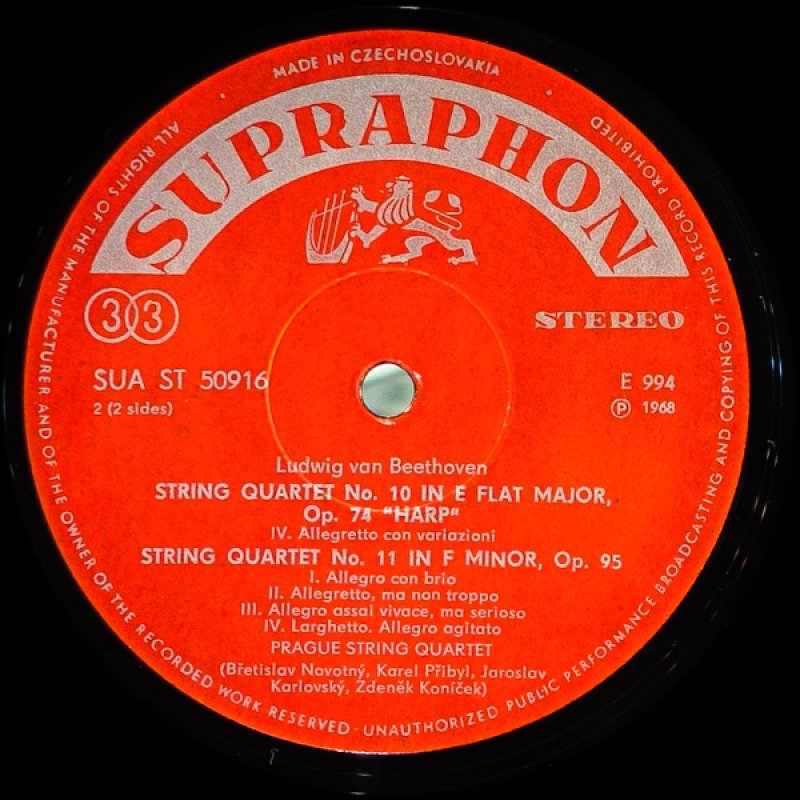 MADE IN CZECHOSLOVAKIA
ALL RIGHTS OF THE MANUFACTURER AND OF THE OWNER OF THE RECORDED WORK RESERVED - UNAUTHORIZED PUBLIC PERFORMANCE BROADCASTING AND COPYING OF THIS RECORD PROHIBITED
SUPRAPHON
33
STEREO
SUA ST 50916
E 994
2 (2 sides)
Ⓟ 1968
Ludwig van Beethoven
STRING QUARTET No. 10 IN E FLAT MAJOR,
Op. 74 "HARP"
IV. Allegretto con variazioni
STRING QUARTET No. 11 IN F MINOR, Op. 95
I. Allegro con brio
II. Allegretto, ma non troppo
III. Allegro assai vivace, ma serioso
IV. Larghetto. Allegro agitato
PRAGUE STRING QUARTET
(Břetislav Novotný, Karel Přibyl, Jaroslav
Karlovský, Zdeněk Koníček)